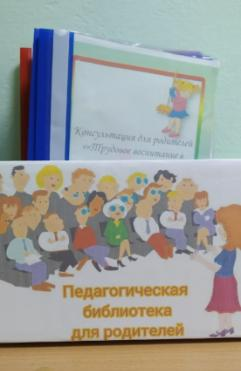 Консультация для родителей
«Трудовое воспитание в
Педагогическая
библиотека
для родителей